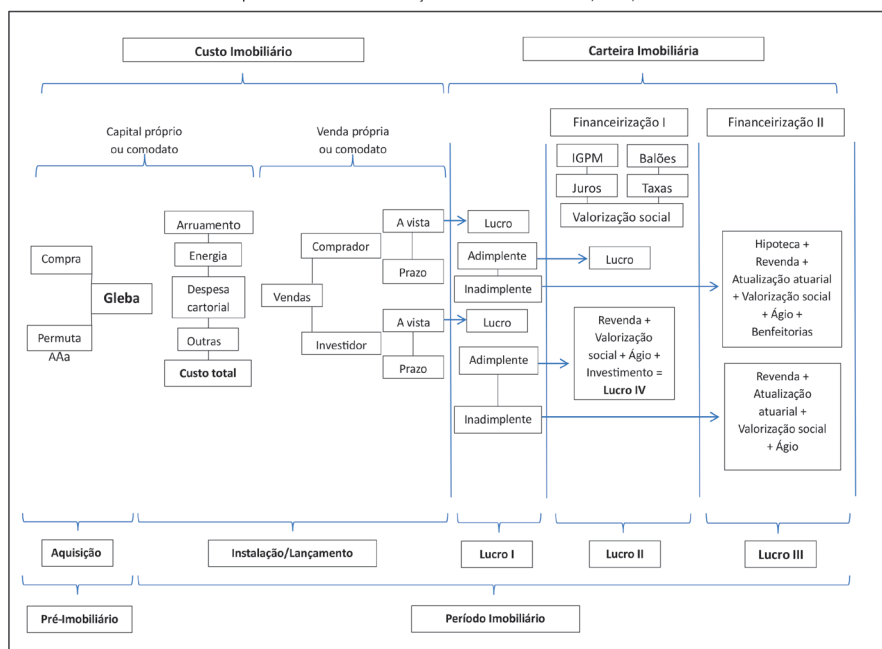 Custo Imobiliário
Carteira Imobiliária
Capital próprio
ou comodato
Venda própria
ou comodato
Financeirização I
Financeirização II
IGPM
Balões
Juros
Taxas
Valorização social
Compra
Gleba
Permuta
AAa
Arruamento
Energia
Despesa
cartorial
Outras
Custo total
Vendas
Comprador
Investidor
A vista
Prazo
A vista
Prazo
Lucro
Adimplente
Inadimplente
Lucro
Lucro
Adimplente
Inadimplente
Revenda +
Valorização
social + Ágio +
Investimento =
Lucro IV
Hipoteca +
Revenda +
Atualização atuarial
+ Valorização social
+ Ágio +
Benfeitorias
Revenda +
Atualização
atuarial +
Valorização social
+ Ágio
Aquisição
Instalação/Lançamento
Lucro I
Lucro II
Lucro III
Pré-Imobiliário
Período Imobiliário